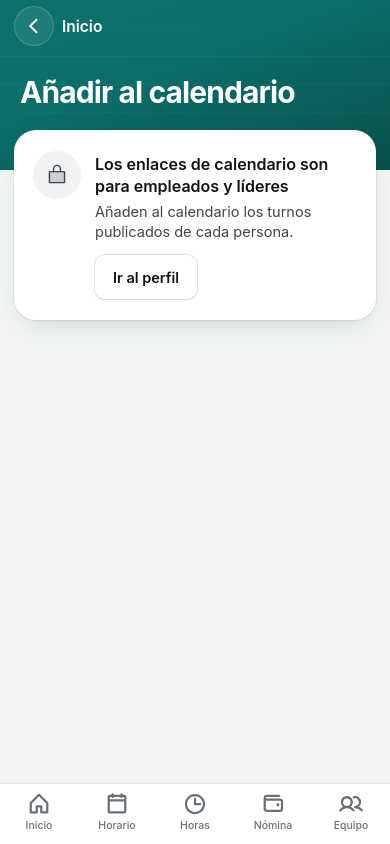 Inicio
Añadir al calendario
Los enlaces de calendario son
para empleados y líderes
Añaden al calendario los turnos
publicados de cada persona.
Ir al perfil
Inicio
Horario
Horas
Nómina
Equipo